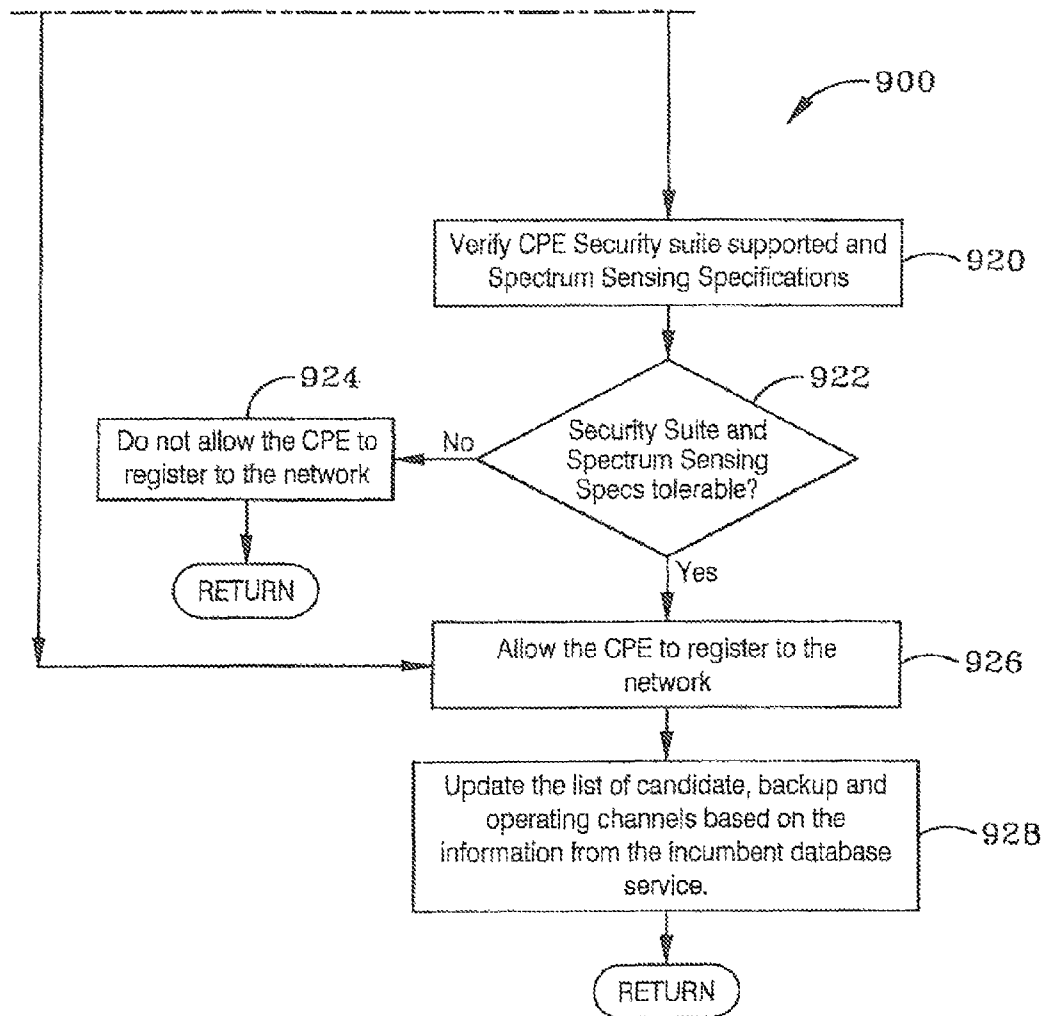 900
Verify CPE Security suite supported and
Spectrum Sensing Specifications
920
924
922
Do not allow the CPE to
register to the network
No
Security Suite and
Spectrum Sensing
Specs tolerable?
RETURN
Yes
Allow the CPE to register to the
network
926
Update the list of candidate, backup and
operating channels based on the
information from the incumbent database
service.
928
RETURN